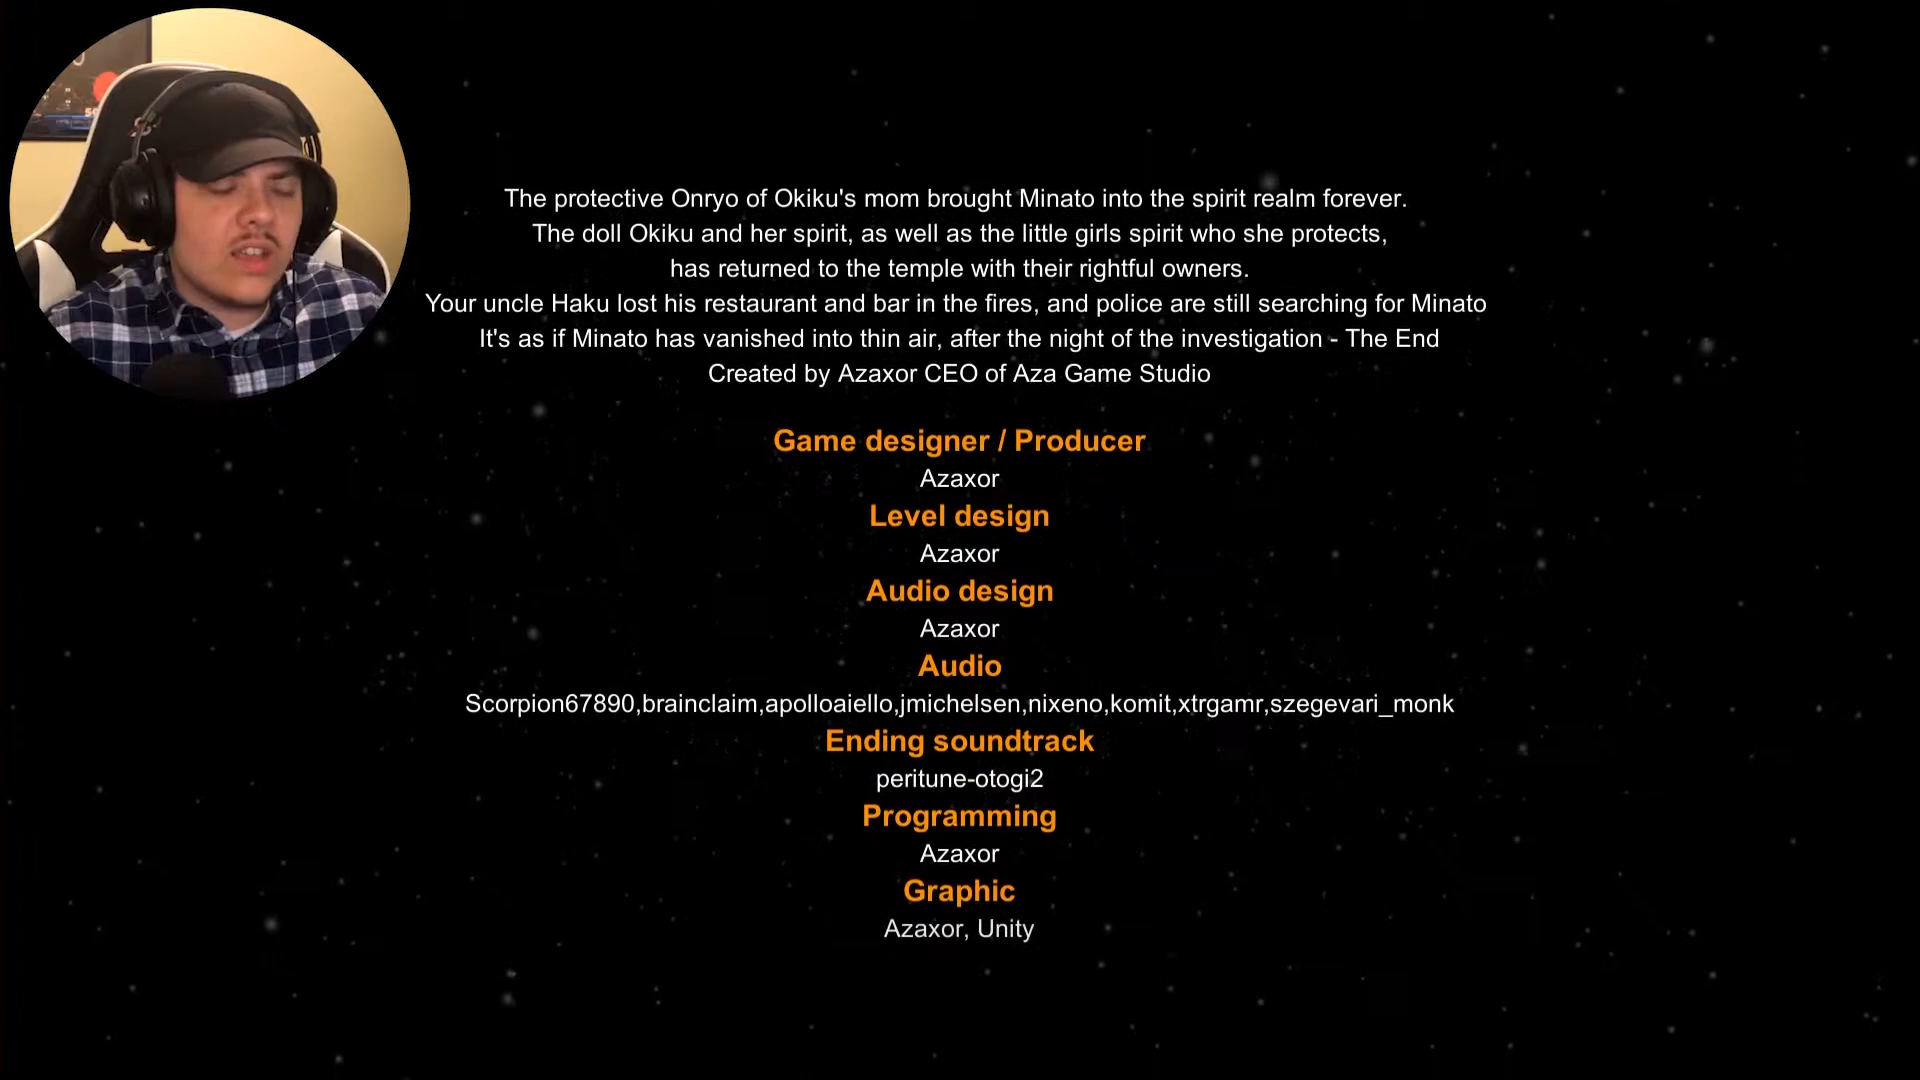 The protective Onryo of Okiku's mom brought Minato into the spirit realm forever.
The doll Okiku and her spirit, as well as the little girls spirit who she protects,
has returned to the temple with their rightful owners.
Your uncle Haku lost his restaurant and bar in the fires, and police are still searching for Minato
It's as if Minato has vanished into thin air, after the night of the investigation - The End
Created by Azaxor CEO of Aza Game Studio
Game designer / Producer
Azaxor
Level design
Azaxor
Audio design
Azaxor
Audio
Scorpion67890,brainclaim,apolloaiello,jmichelsen,nixeno,komit,xtrgamr,szegevari_monk
Ending soundtrack
peritune-otogi2
Programming
Azaxor
Graphic
Azaxor, Unity